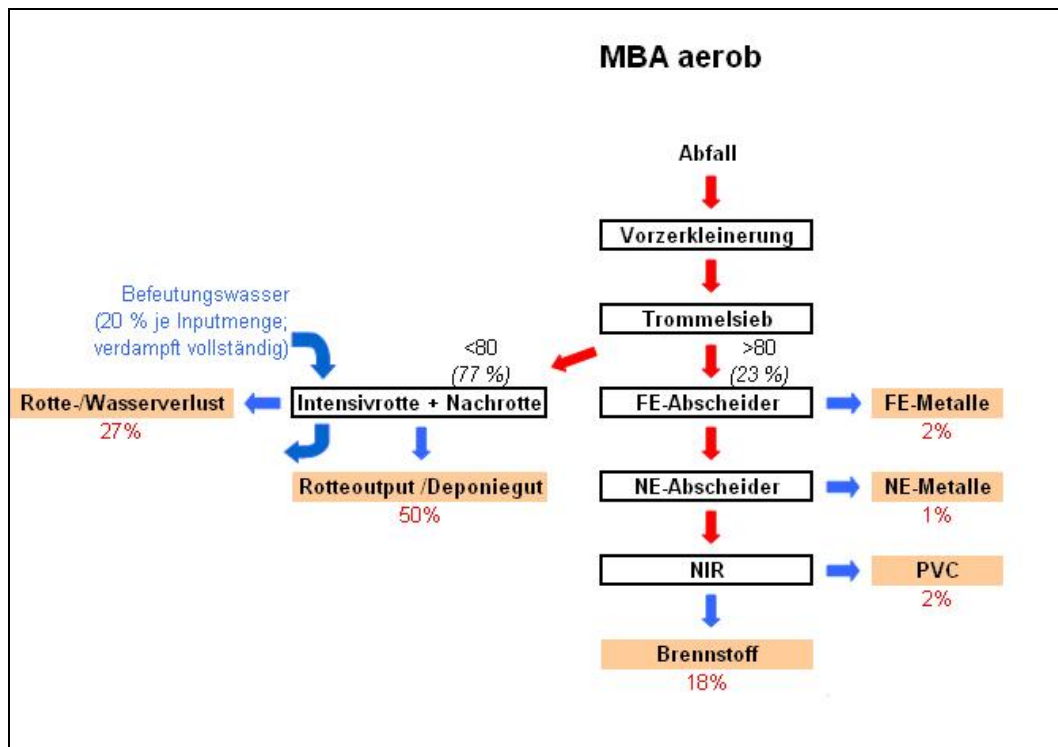 MBA aerob
Abfall
Vorzerkleinerung
Befeutungswasser
(20 % je Inputmenge;
verdampft vollständig)
Trommelsieb
<80
(77 %)
>80
(23 %)
Rotte-/Wasserverlust
27%
Intensivrotte + Nachrotte
FE-Abscheider
FE-Metalle
2%
Rotteoutput /Deponiegut
50%
NE-Abscheider
NE-Metalle
1%
NIR
PVC
2%
Brennstoff
18%